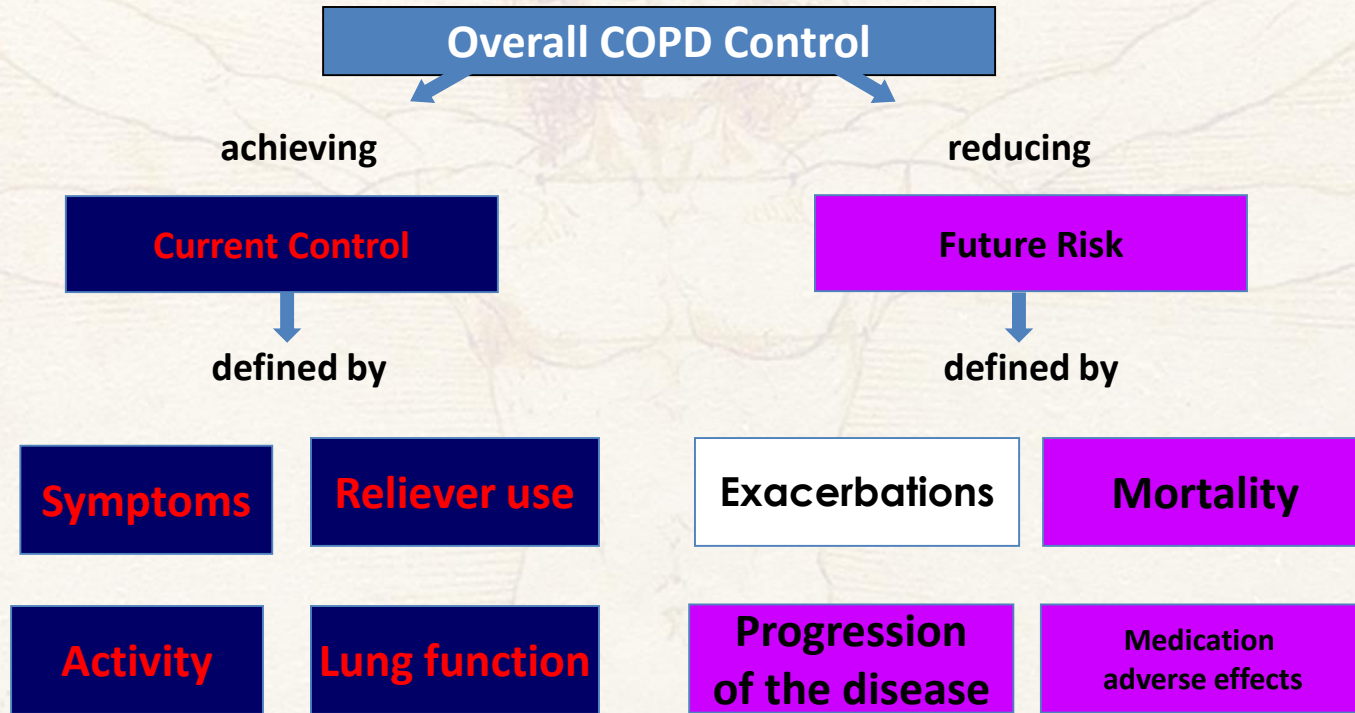 Overall COPD Control
achieving
reducing
Current Control
Future Risk
defined by
defined by
Symptoms
Reliever use
Exacerbations
Mortality
Activity
Lung function
Progression
of the disease
Medication
adverse effects